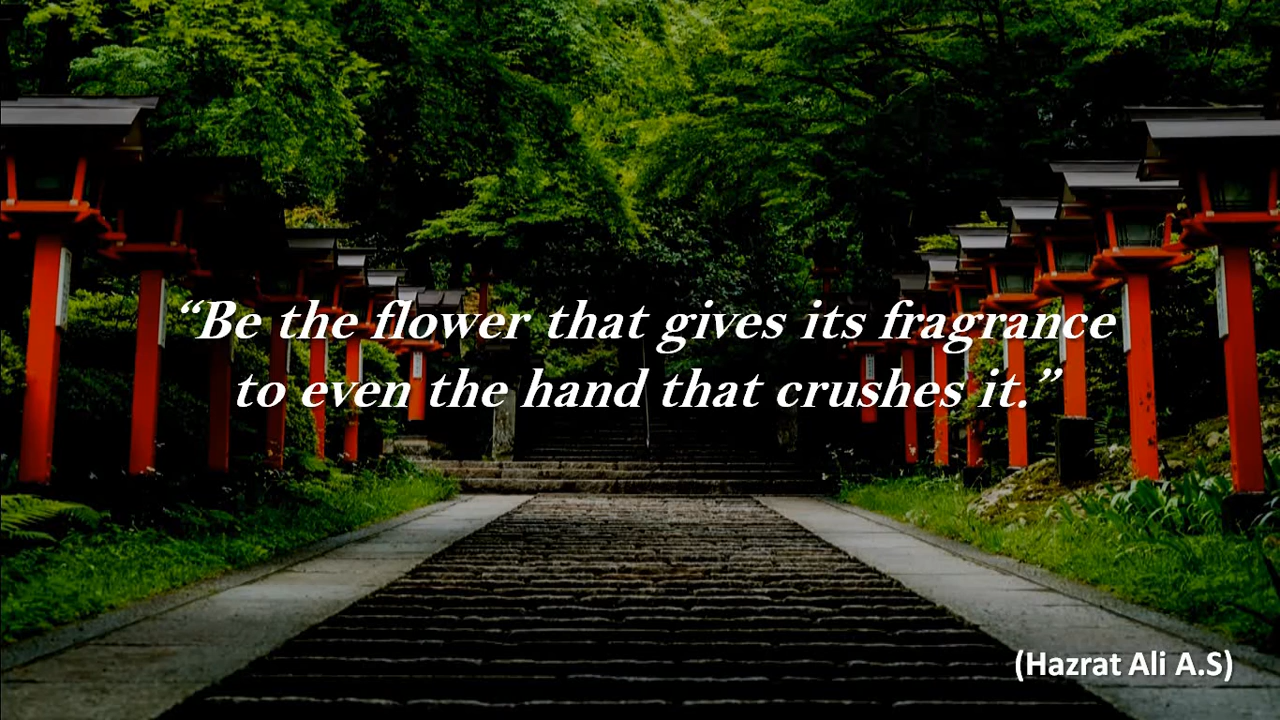 “Be the flower that gives its fragrance
to even the hand that crushes it.”
(Hazrat Ali A.S)